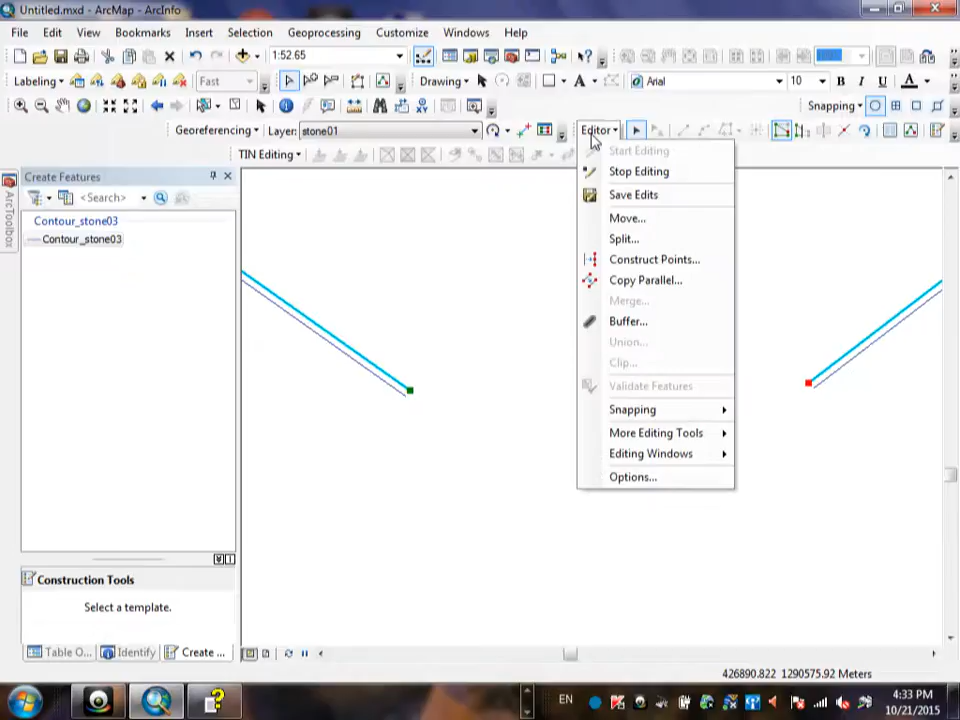 Untitled.mxd - ArcMap - ArcInfo
File Edit View Bookmarks Insert Selection Geoprocessing Customize Windows Help
1:52.65
Labeling Fast Drawing Arial 10 B I U A
Snapping
Georeferencing Layer: stone01 Editor
TIN Editing
Create Features
<Search>
Contour_stone03
Contour_stone03
ArcToolbox
Start Editing
Stop Editing
Save Edits
Move...
Split...
Construct Points...
Copy Parallel...
Merge...
Buffer...
Union...
Clip...
Validate Features
Snapping
More Editing Tools
Editing Windows
Options...
Construction Tools
Select a template.
Table O... Identify Create ...
426890.822 1290575.92 Meters
EN
4:33 PM
10/21/2015